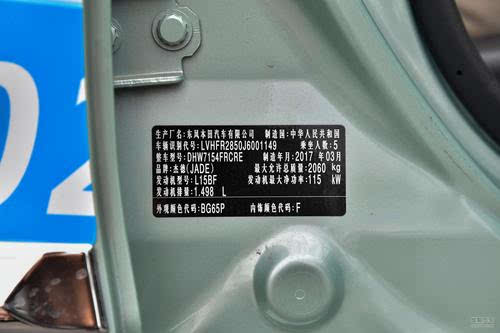 02
生产厂名:东风本田汽车有限公司 制造国:中华人民共和国
车辆识别代号:LVHFR2850J6001149 乘坐人数:5
整车型号:DHW7154FRCRE 制造年月:2017 年 03月
品牌:杰德(JADE) 最大允许总质量:2060 kg
发动机型号:L15BF 发动机最大净功率:115 kW
发动机排量:1.498 L
外观颜色代码:BG65P 内饰颜色代码:F